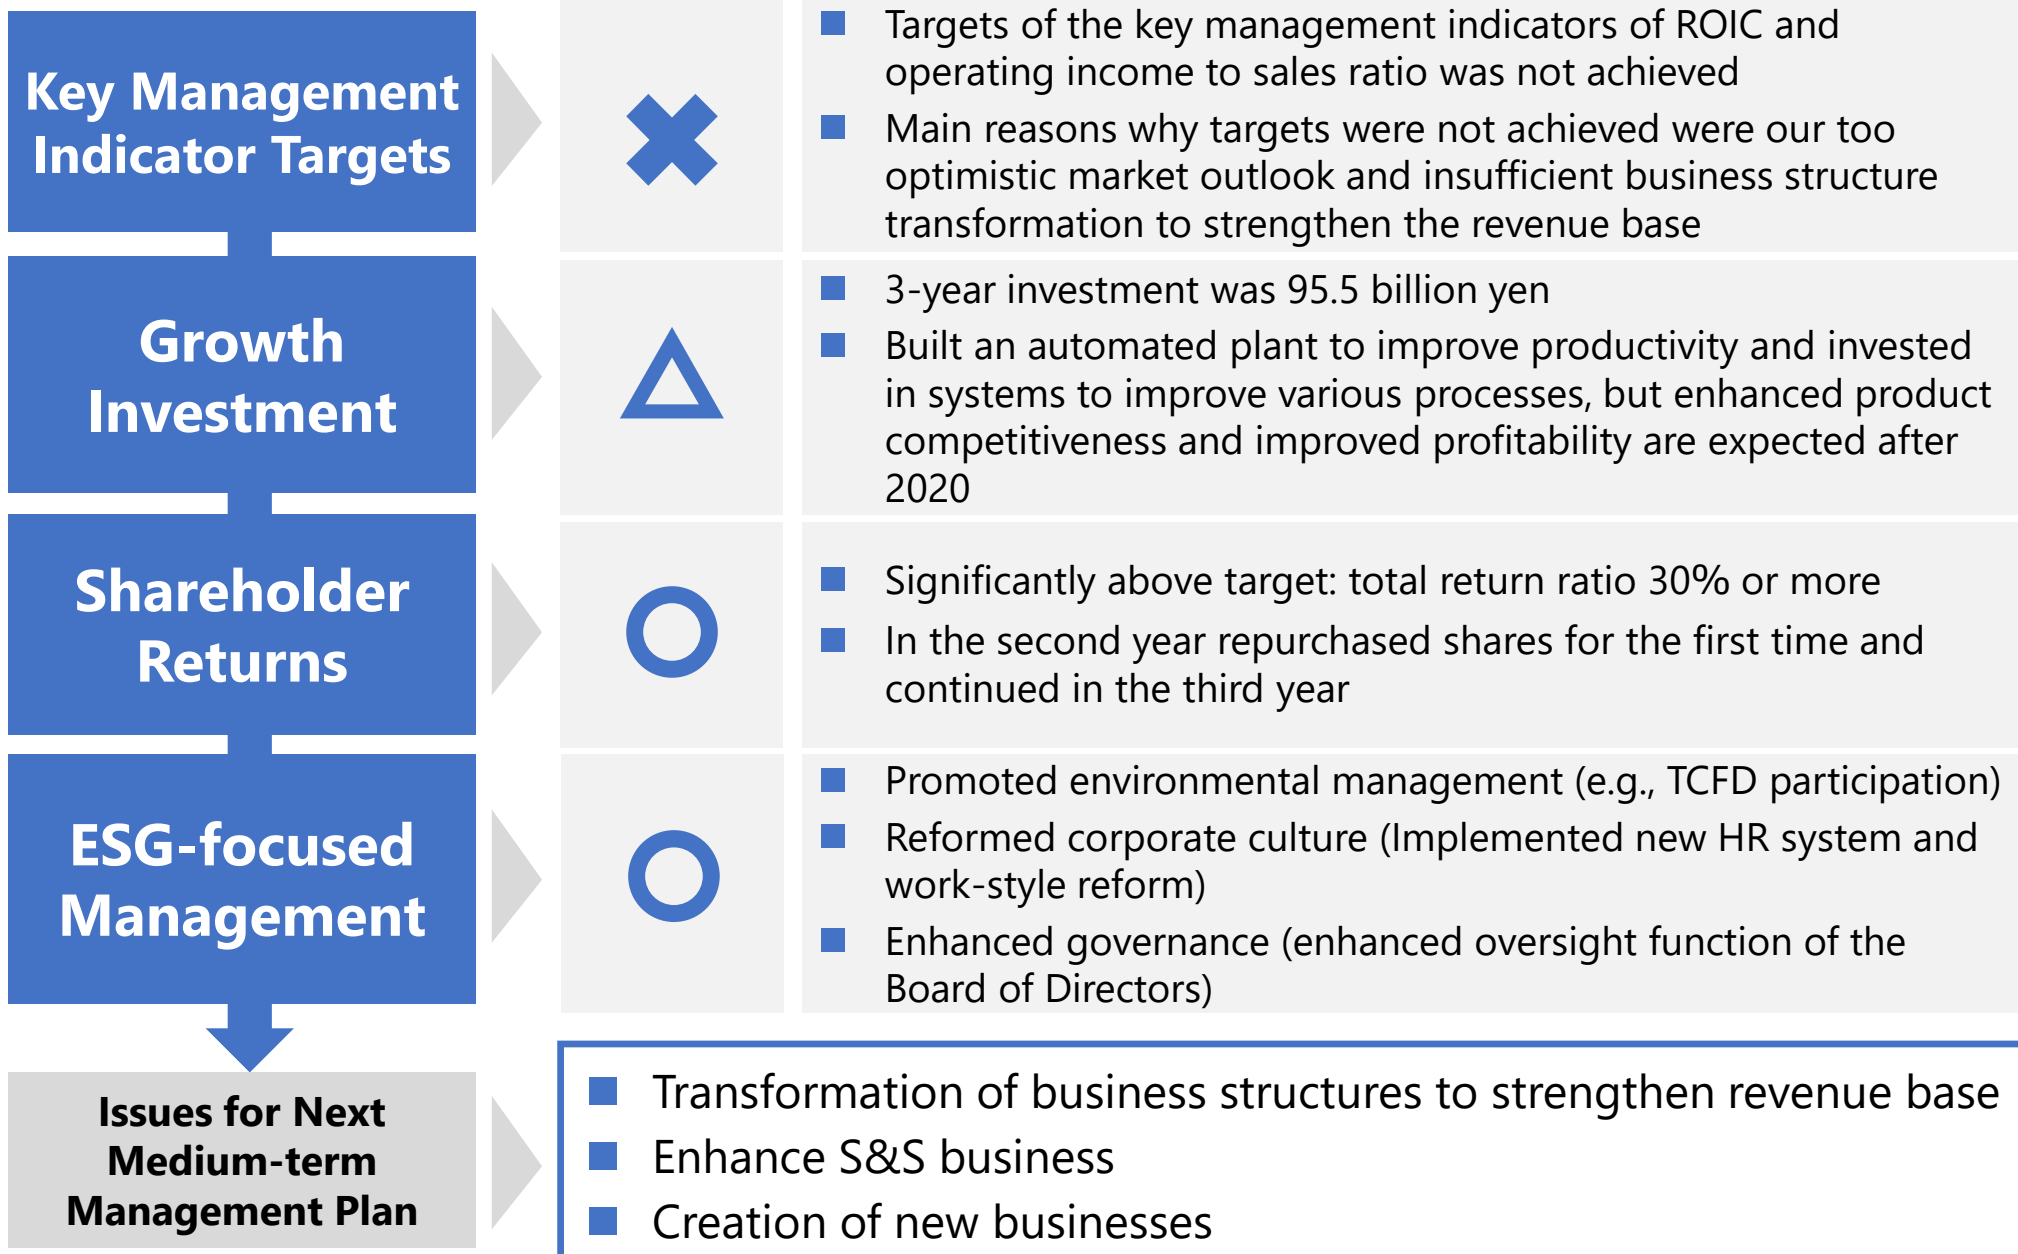 Key Management
Indicator Targets
Targets of the key management indicators of ROIC and
operating income to sales ratio was not achieved
Main reasons why targets were not achieved were our too
optimistic market outlook and insufficient business structure
transformation to strengthen the revenue base
Growth
Investment
3-year investment was 95.5 billion yen
Built an automated plant to improve productivity and invested
in systems to improve various processes, but enhanced product
competitiveness and improved profitability are expected after
2020
Shareholder
Returns
Significantly above target: total return ratio 30% or more
In the second year repurchased shares for the first time and
continued in the third year
ESG-focused
Management
Promoted environmental management (e.g., TCFD participation)
Reformed corporate culture (Implemented new HR system and
work-style reform)
Enhanced governance (enhanced oversight function of the
Board of Directors)
Issues for Next
Medium-term
Management Plan
Transformation of business structures to strengthen revenue base
Enhance S&S business
Creation of new businesses